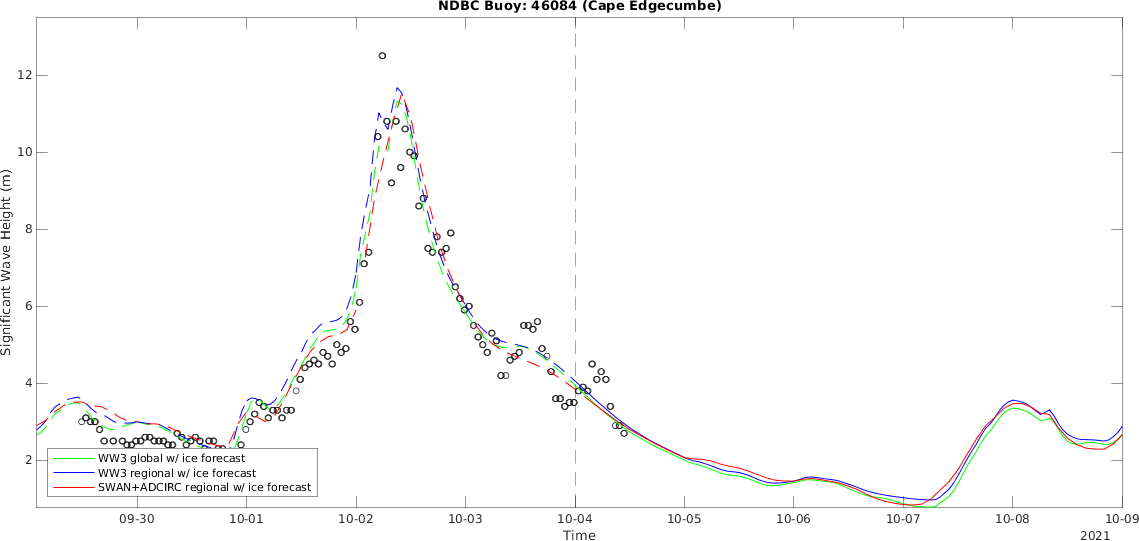 NDBC Buoy: 46084 (Cape Edgecumbe)
Significant Wave Height (m)
12
10
8
6
4
2
WW3 global w/ ice forecast
WW3 regional w/ ice forecast
SWAN+ADCIRC regional w/ ice forecast
09-30 10-01 10-02 10-03 10-04 10-05 10-06 10-07 10-08 10-09
Time
2021